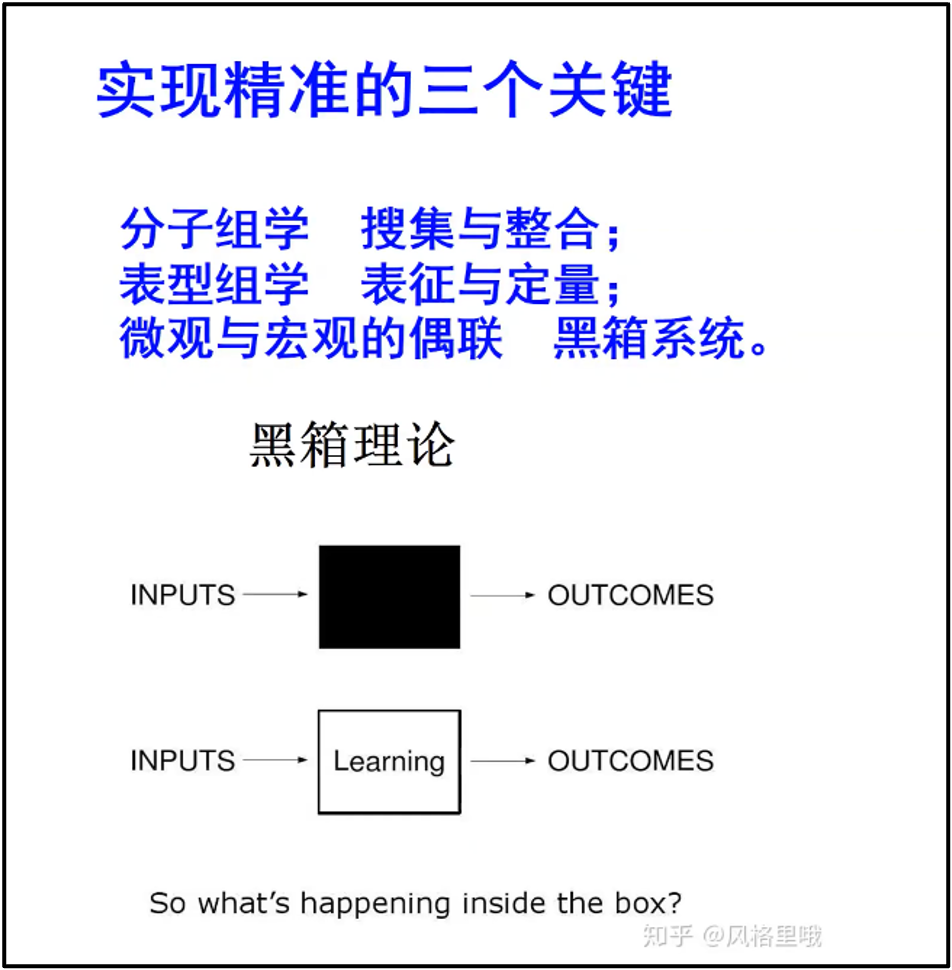 实现精准的三个关键
分子组学 搜集与整合；
表型组学 表征与定量；
微观与宏观的偶联 黑箱系统。
黑箱理论
INPUTS OUTCOMES
INPUTS Learning OUTCOMES
So what's happening inside the box?
知乎 @风格里哦